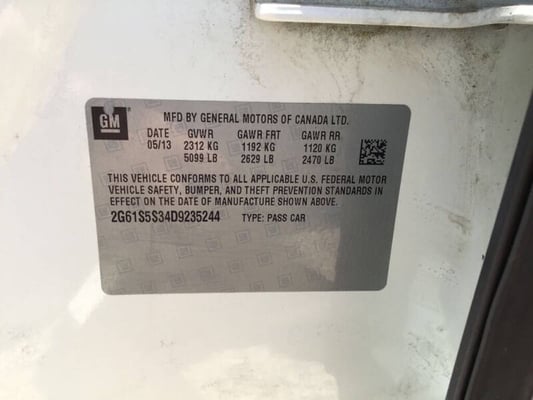 GM
MFD BY GENERAL MOTORS OF CANADA LTD.
DATE GVWR GAWR FRT GAWR RR
05/13 2312 KG 1192 KG 1120 KG
5099 LB 2629 LB 2470 LB
THIS VEHICLE CONFORMS TO ALL APPLICABLE U.S. FEDERAL MOTOR
VEHICLE SAFETY, BUMPER, AND THEFT PREVENTION STANDARDS IN
EFFECT ON THE DATE OF MANUFACTURE SHOWN ABOVE.
2G61S5S34D9235244 TYPE: PASS CAR